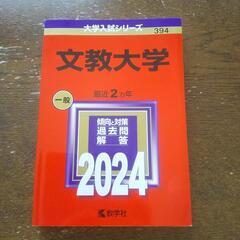 大学入試シリーズ
394
文教大学
一般
最近2カ年
傾向と対策
過去問
解答
2024
教学社